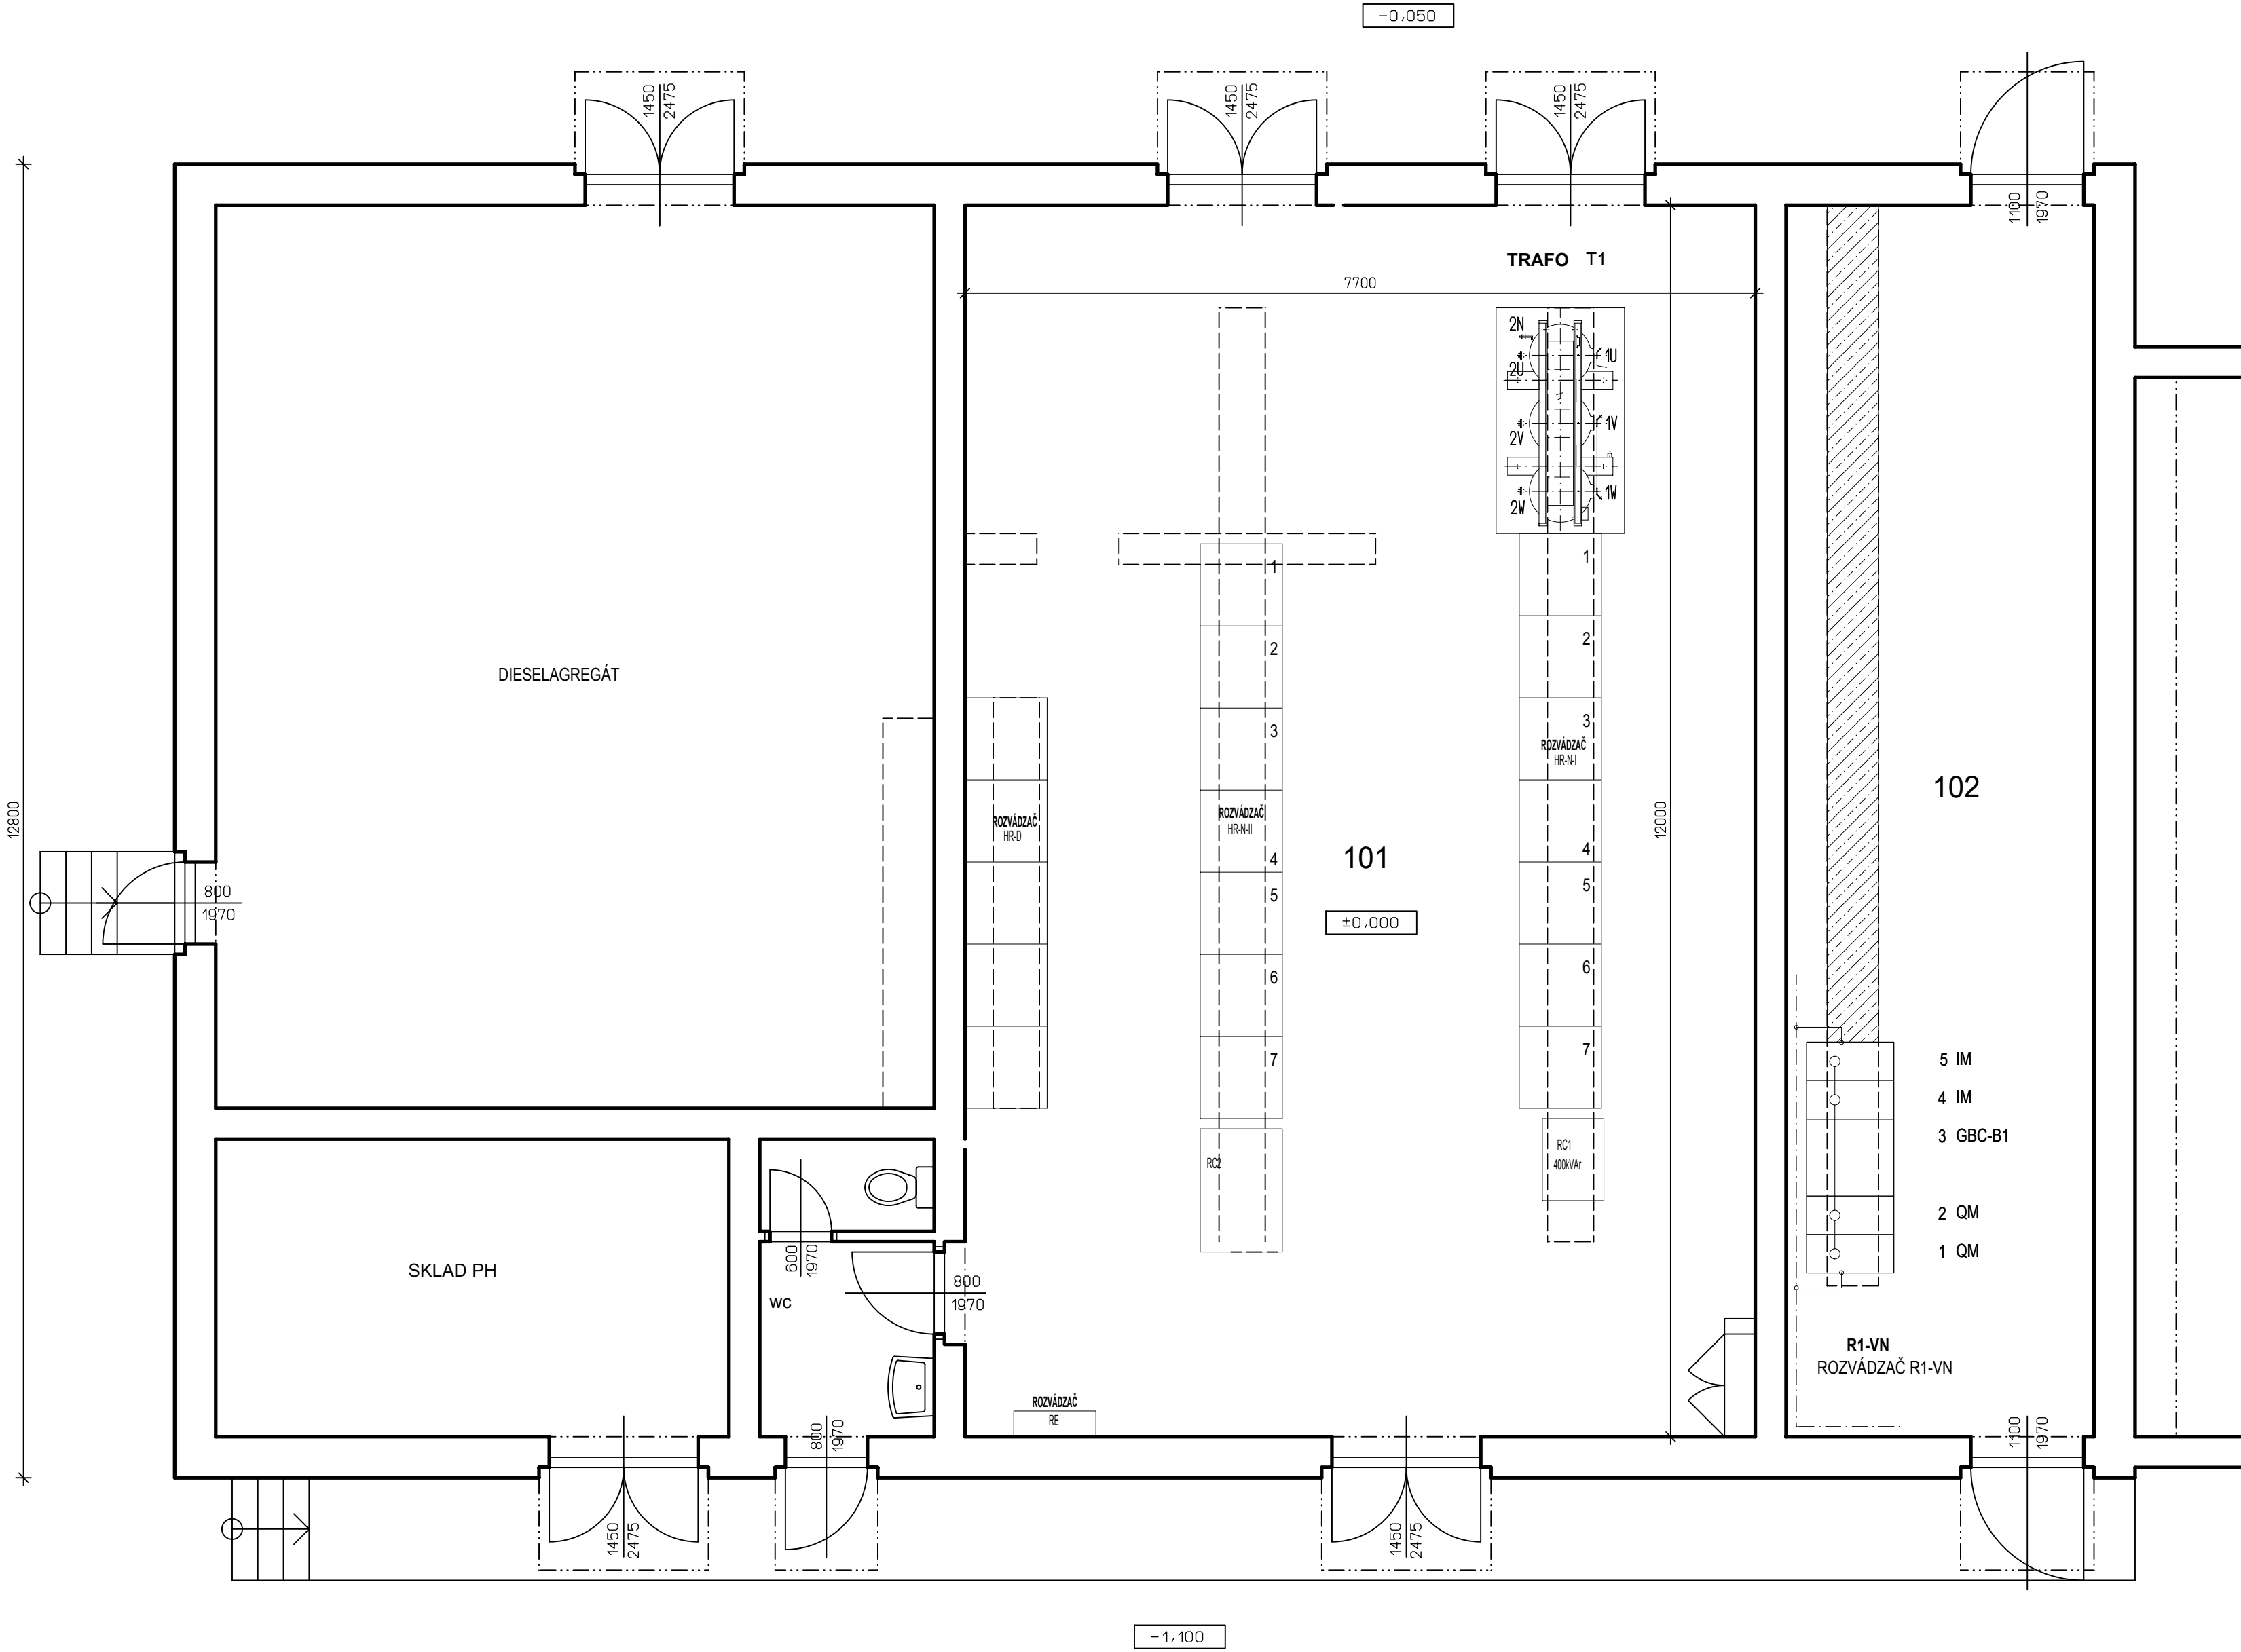 -0,050
1450
2475
1450
2475
1450
2475
1100
1970
TRAFO T1
7700
2N
2U
1U
2V
1V
2W
1W
12800
DIESELAGREGÁT
800
1970
ROZVÁDZAČ
HR-D
1
2
3
ROZVÁDZAČ
HR-N-II
4
5
6
7
RC2
101
±0,000
1
2
3
ROZVÁDZAČ
HR-N-I
4
5
6
7
RC1
400kVAr
12000
102
5 IM
4 IM
3 GBC-B1
2 QM
1 QM
R1-VN
ROZVÁDZAČ R1-VN
SKLAD PH
600
1970
WC
800
1970
ROZVÁDZAČ
RE
800
1970
1450
2475
1450
2475
1100
1970
-1,100